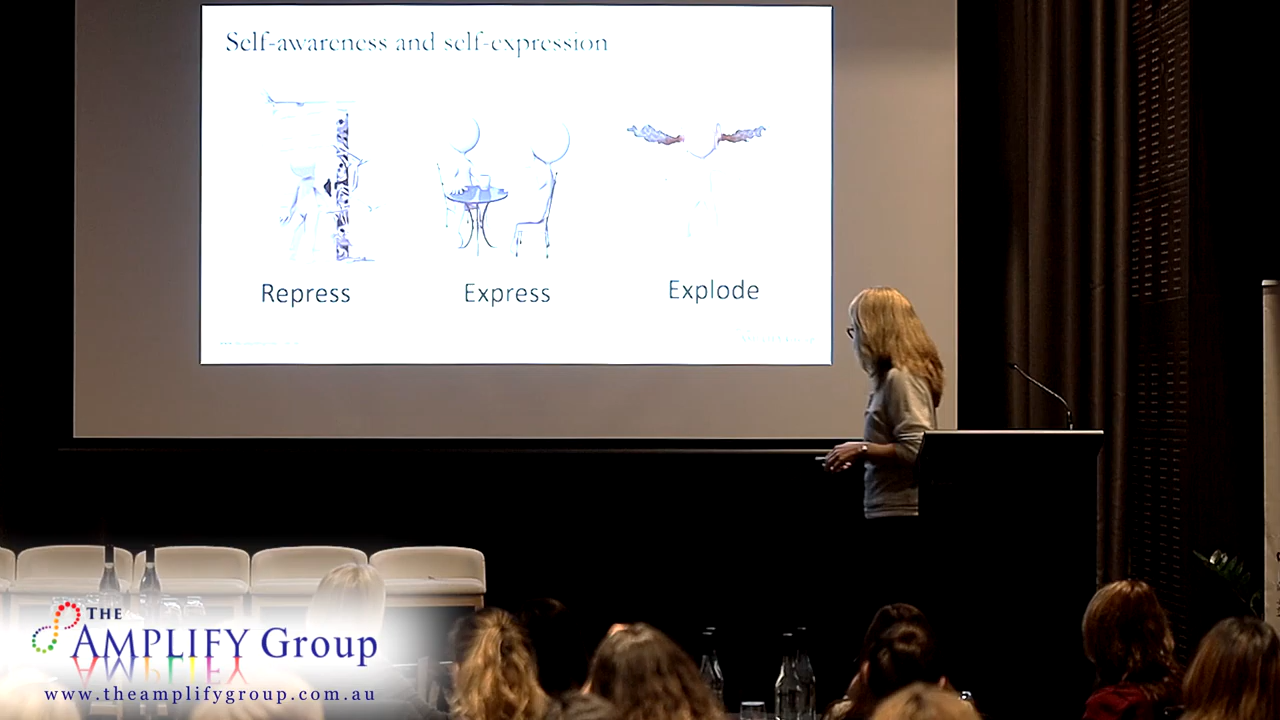 Self-awareness and self-expression
Repress
Express
Explode
THE
AMPLIFY Group
www.theamplifygroup.com.au